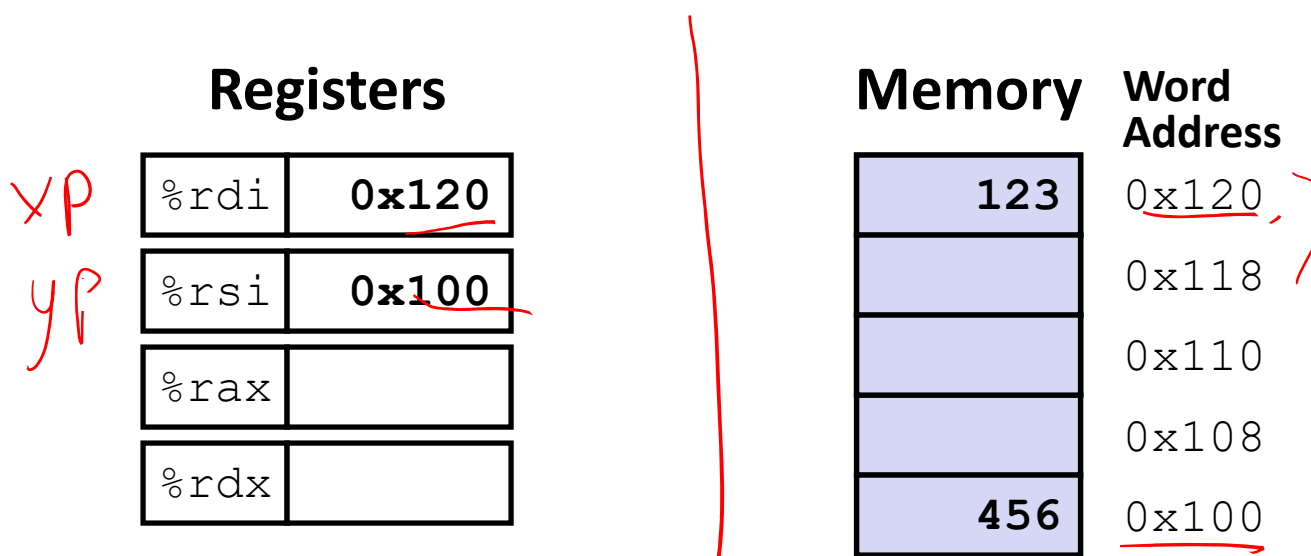 Registers
xp %rdi 0x120
yp %rsi 0x100
%rax
%rdx
Memory
Word
Address
123 0x120
0x118
0x110
0x108
456 0x100